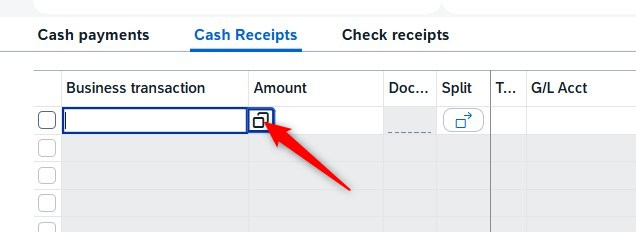 Cash payments Cash Receipts Check receipts
Business transaction Amount Doc... Split T... G/L Acct